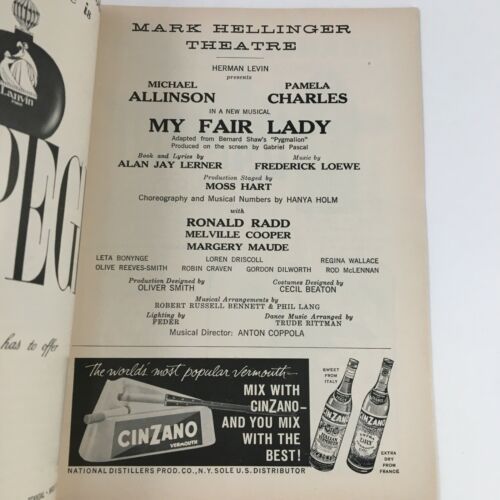 is
Lanvin
PEG
has to offer
MARK HELLINGER
THEATRE
HERMAN LEVIN
presents
MICHAEL PAMELA
ALLINSON CHARLES
IN A NEW MUSICAL
MY FAIR LADY
Adapted from Bernard Shaw's "Pygmalion"
Produced on the screen by Gabriel Pascal
Book and Lyrics by Music by
ALAN JAY LERNER FREDERICK LOEWE
Production Staged by
MOSS HART
Choreography and Musical Numbers by HANYA HOLM
with
RONALD RADD
MELVILLE COOPER
MARGERY MAUDE
LETA BONYNGE LOREN DRISCOLL REGINA WALLACE
OLIVE REEVES-SMITH ROBIN CRAVEN GORDON DILWORTH ROD McLENNAN
Production Designed by Costumes Designed by
OLIVER SMITH CECIL BEATON
Musical Arrangements by
ROBERT RUSSELL BENNETT & PHIL LANG
Lighting by Dance Music Arranged by
FEDER TRUDE RITTMAN
Musical Director: ANTON COPPOLA
The world's most popular vermouth—
MIX WITH
CINZANO—
AND YOU MIX
WITH THE
BEST!
CINZANO
VERMOUTH
SWEET
FROM
ITALY
EXTRA
DRY
FROM
FRANCE
NATIONAL DISTILLERS PROD. CO., N.Y. SOLE U.S. DISTRIBUTOR